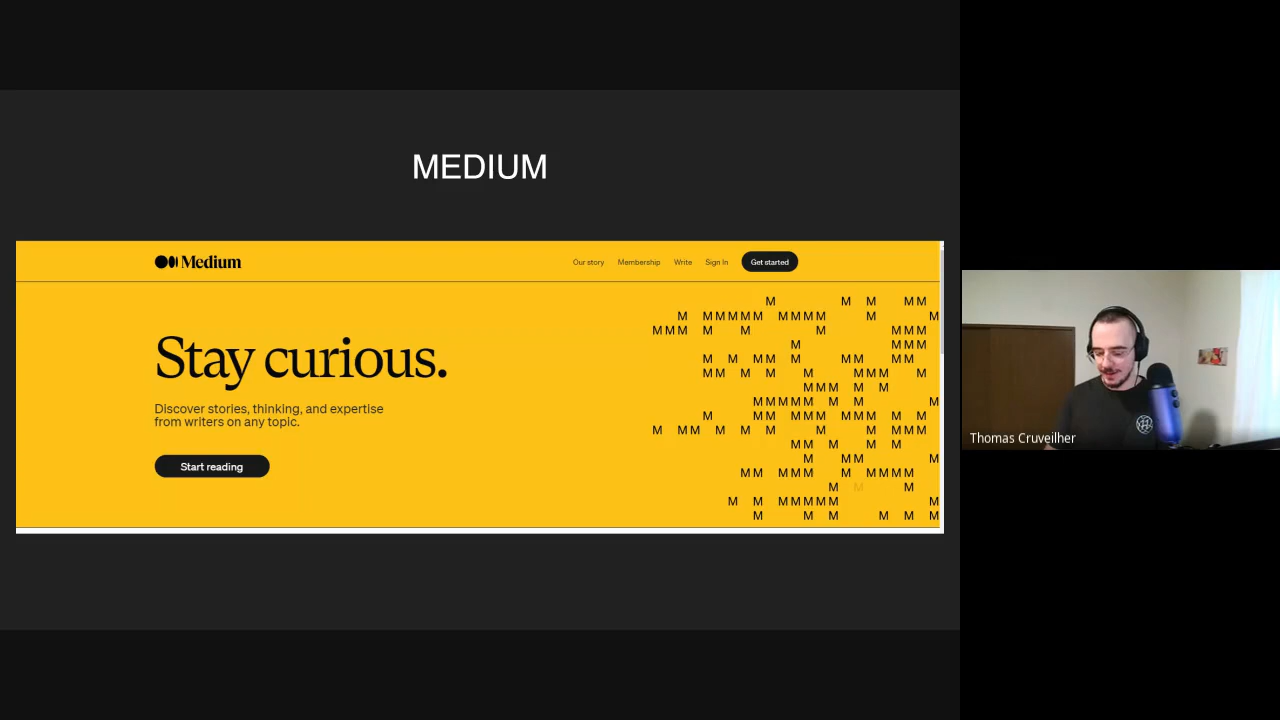 MEDIUM
Medium
Our story Membership Write Sign In Get started
Stay curious.
Discover stories, thinking, and expertise
from writers on any topic.
Start reading
M M M M M
M M M M M M M M M M M M
M M M M M M M M M
M M M M
M M M M M M M M M
M M M M M M M M M
M M M M M
M M M M M M M M
M M M M M M M M M M M M
M M M M M M M M M M M
M M M M M
M M M M
M M M M M M M M M M
M M M
M M M M M M M M
M M M M M M
Thomas Cruveilher